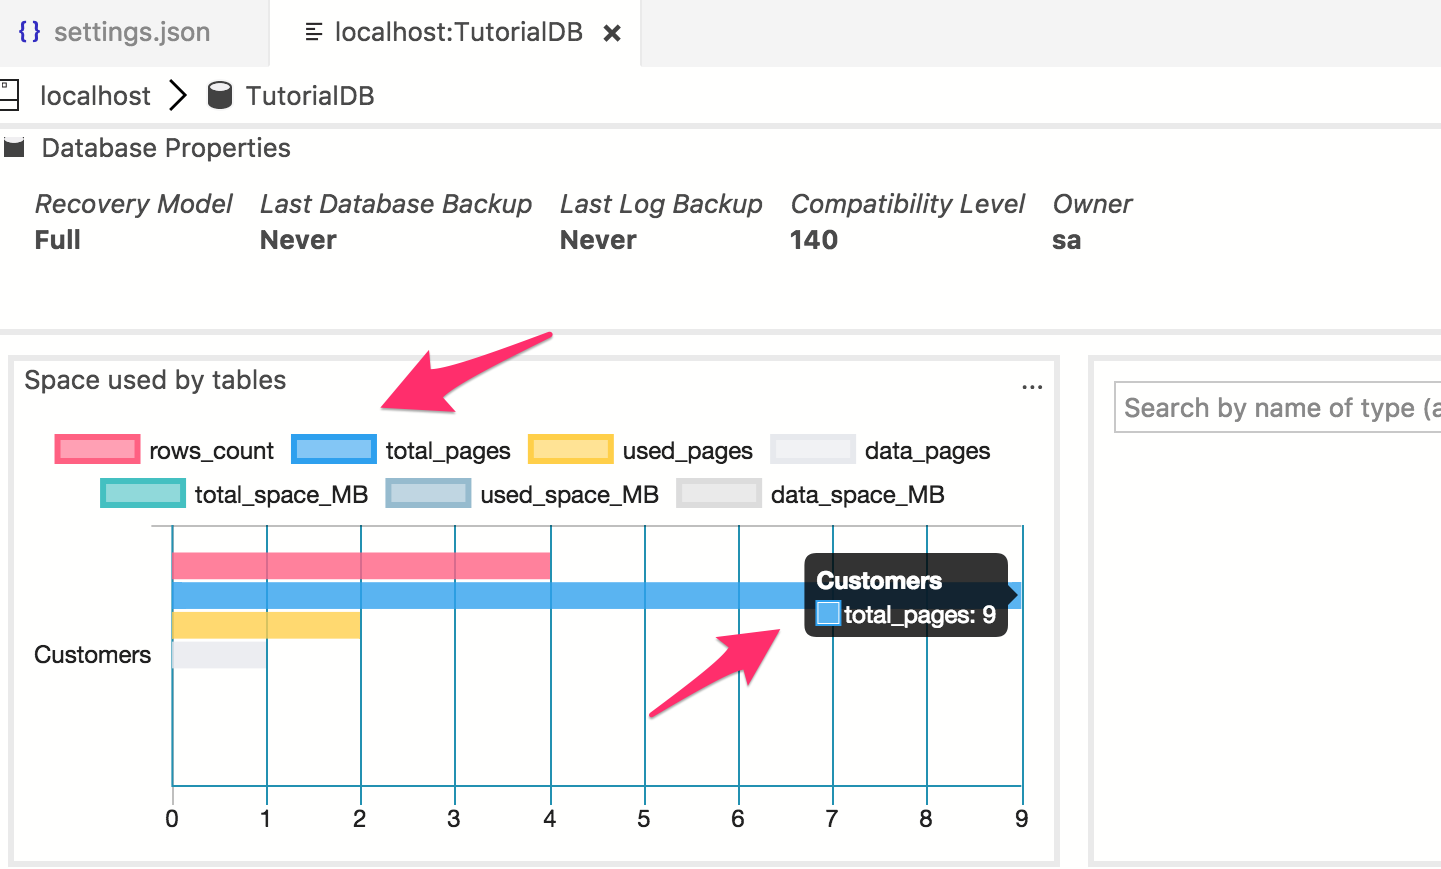 {} settings.json localhost:TutorialDB ×
localhost > TutorialDB
Database Properties
Recovery Model Last Database Backup Last Log Backup Compatibility Level Owner
Full Never Never 140 sa
Space used by tables ...
Search by name of type (a
rows_count total_pages used_pages data_pages
total_space_MB used_space_MB data_space_MB
Customers
total_pages: 9
Customers
0 1 2 3 4 5 6 7 8 9